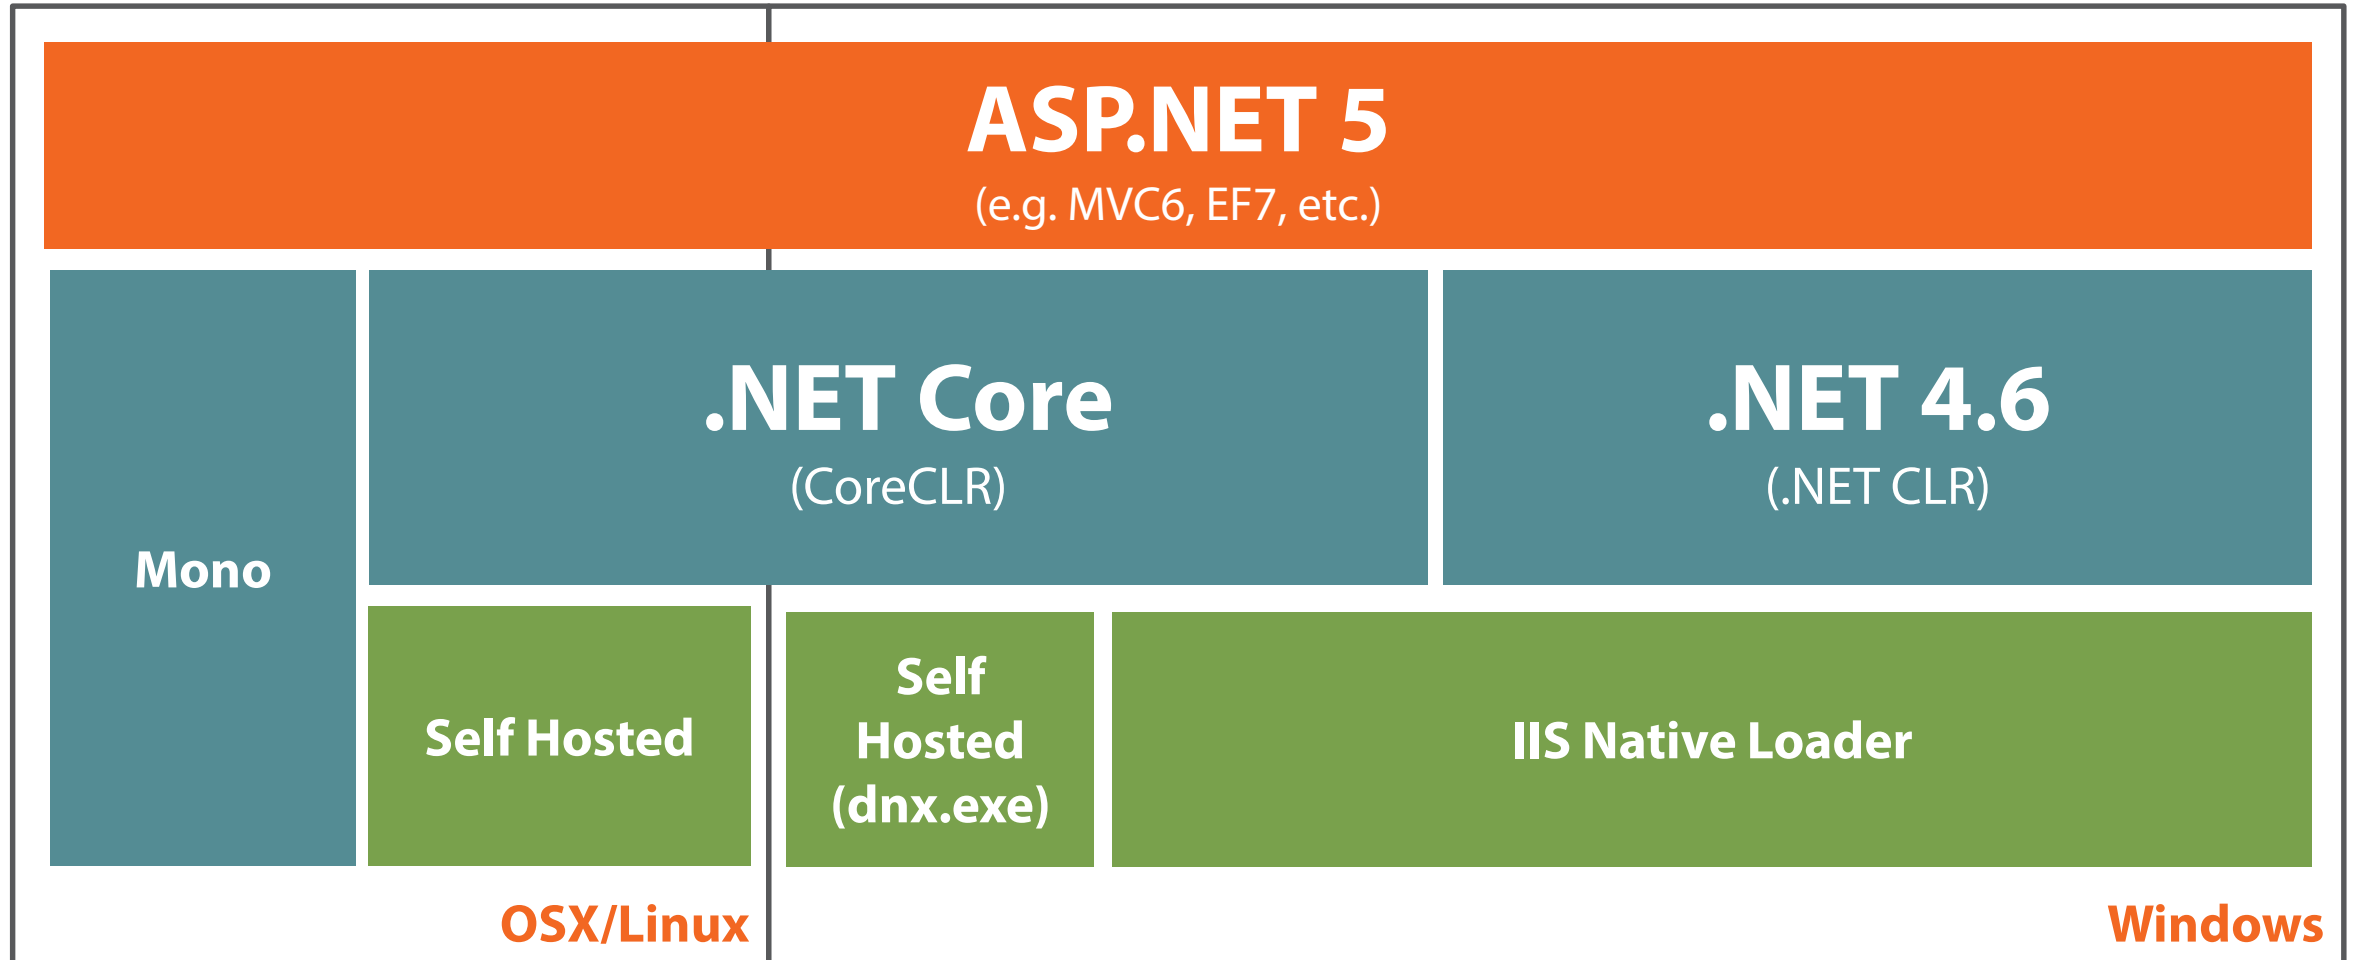 ASP.NET 5
(e.g. MVC6, EF7, etc.)
Mono
.NET Core
(CoreCLR)
.NET 4.6
(.NET CLR)
Self Hosted
Self
Hosted
(dnx.exe)
IIS Native Loader
OSX/Linux
Windows